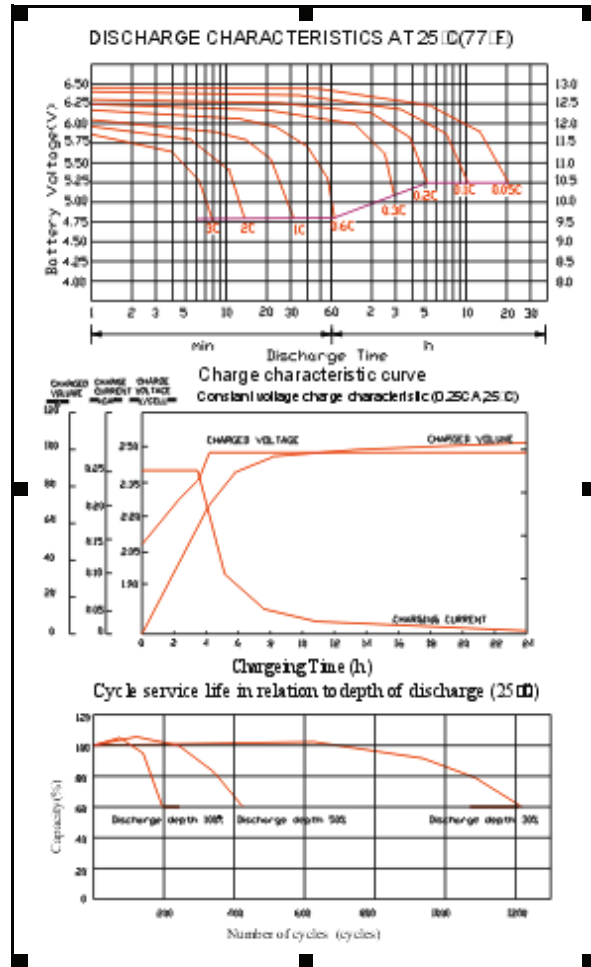 DISCHARGE CHARACTERISTICS AT 25 C(77 F)
Battery Voltage(V)
6.50 13.0
6.25 12.5
6.00 12.0
5.75 11.5
5.50 11.0
5.25 10.5
5.00 10.0
4.75 9.5
4.50 9.0
4.00 8.0
3C 2C 1C 0.6C 0.3C 0.2C 0.1C 0.05C
1 2 3 5 10 20 30 60 2 3 5 10 20 30
min h
Discharge Time
Charge characteristic curve
CHARGED VOLUME CHARGE CURRENT CHARGE VOLTAGE
Constant voltage charge characteristic (0.25CA,25 C)
120 100 80 60 40 20 0
0.25 0.20 0.15 0.10 0.05 0
2.50 2.35 2.20 2.05 1.90
CHARGED VOLTAGE CHARGED VOLUME
CHARGING CURRENT
0 2 4 6 8 10 12 14 16 18 20 22 24
Chargeing Time (h)
Cycle service life in relation to depth of discharge (25 )
Capacity(%)
120
100
80
60
40
20
0
Discharge depth 100% Discharge depth 50% Discharge depth 30%
200 400 600 800 1000 1200
Number of cycles (cycles)